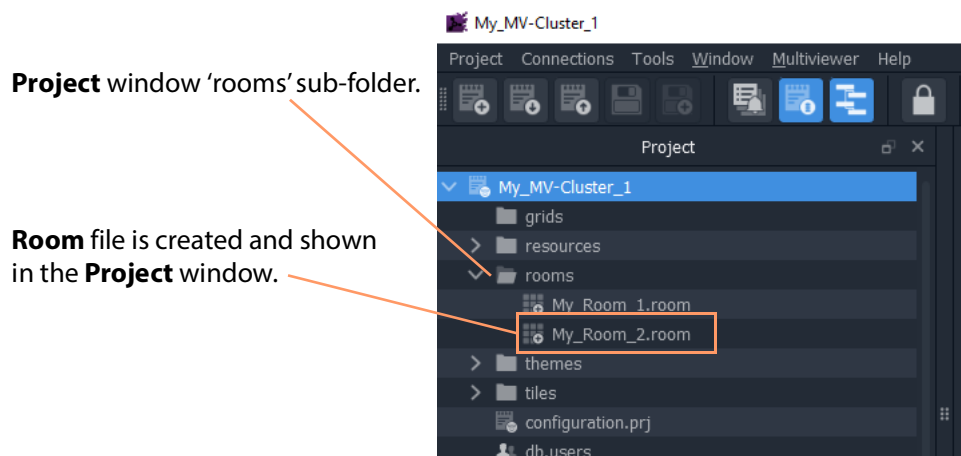 My_MV-Cluster_1
Project Connections Tools Window Multiviewer Help
Project window ‘rooms’ sub-folder.
Project
My_MV-Cluster_1
grids
Room file is created and shown
in the Project window.
resources
rooms
My_Room_1.room
My_Room_2.room
themes
tiles
configuration.prj
db.users